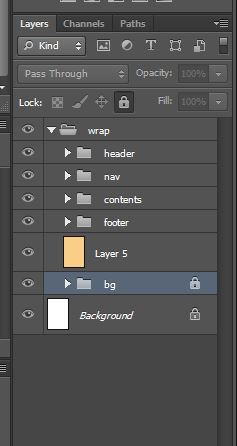 Layers Channels Paths
Kind
Pass Through Opacity: 100%
Lock: Fill: 100%
wrap
header
nav
contents
footer
Layer 5
bg
Background